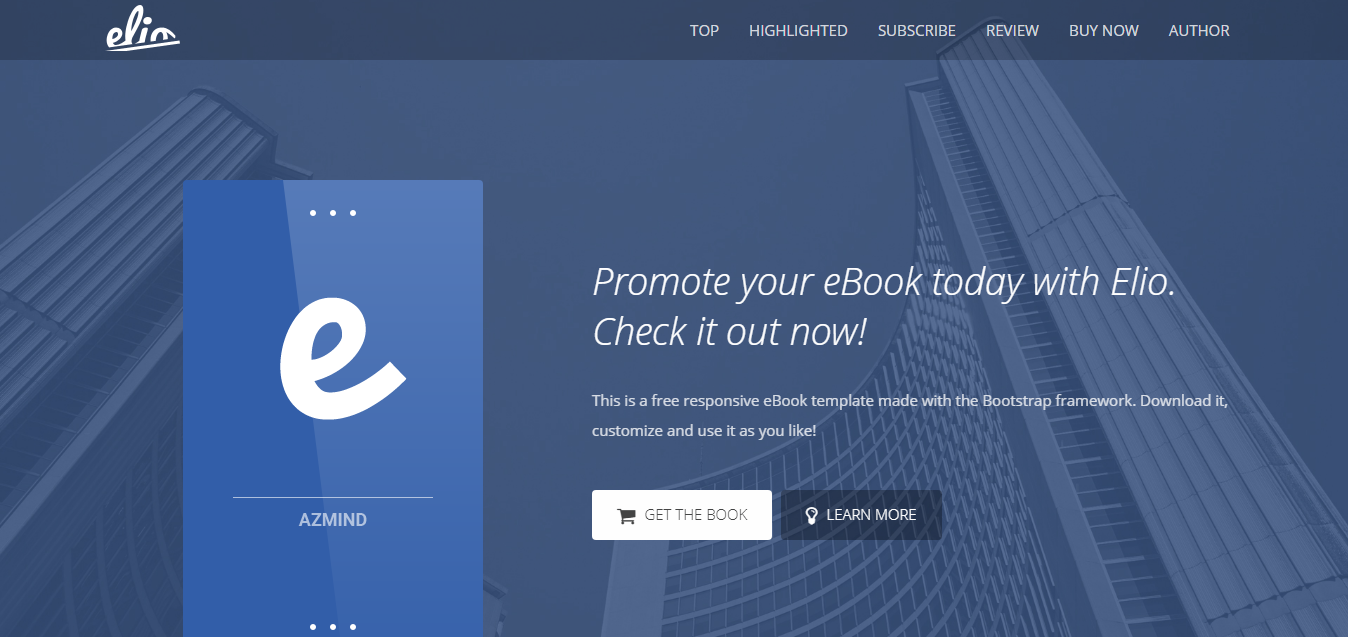 elio
TOP HIGHLIGHTED SUBSCRIBE REVIEW BUY NOW AUTHOR
e
AZMIND
Promote your eBook today with Elio.
Check it out now!
This is a free responsive eBook template made with the Bootstrap framework. Download it,
customize and use it as you like!
GET THE BOOK LEARN MORE